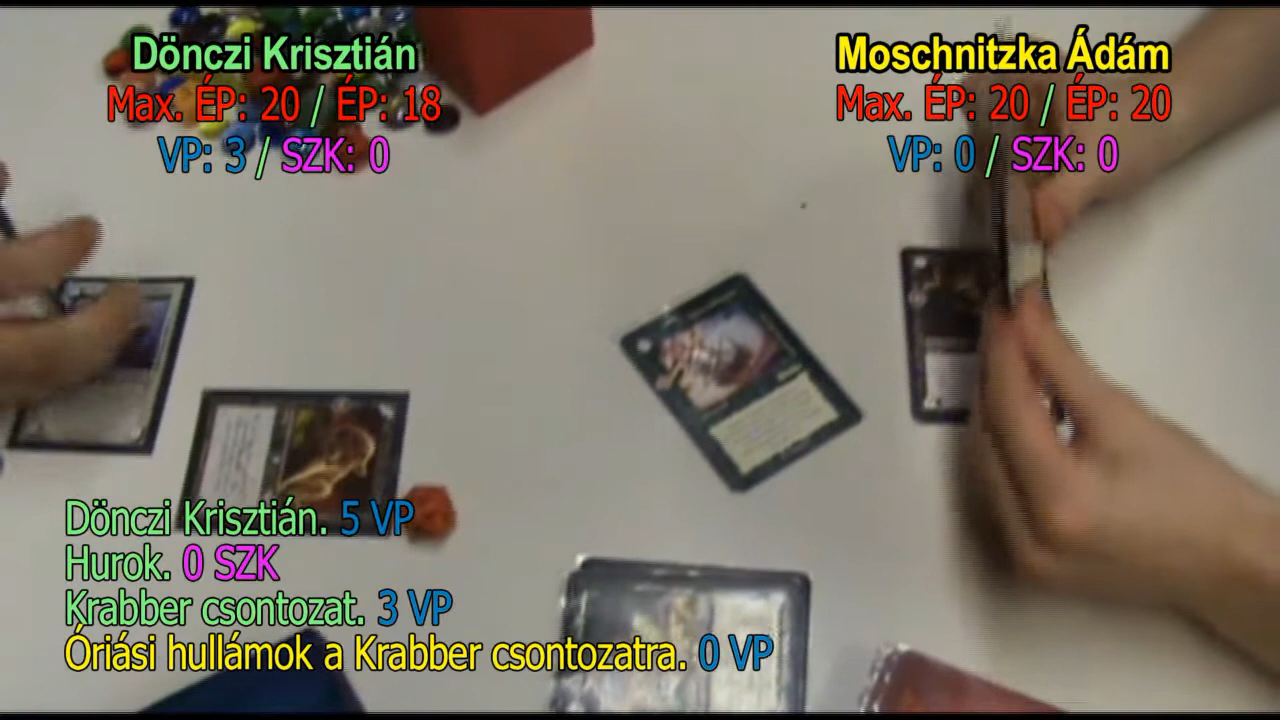 Dönczi Krisztián
Max. ÉP: 20 / ÉP: 18
VP: 3 / SZK: 0
Moschnitzka Ádám
Max. ÉP: 20 / ÉP: 20
VP: 0 / SZK: 0
Dönczi Krisztián. 5 VP
Hurok. 0 SZK
Krabber csontozat. 3 VP
Óriási hullámok a Krabber csontozatra. 0 VP